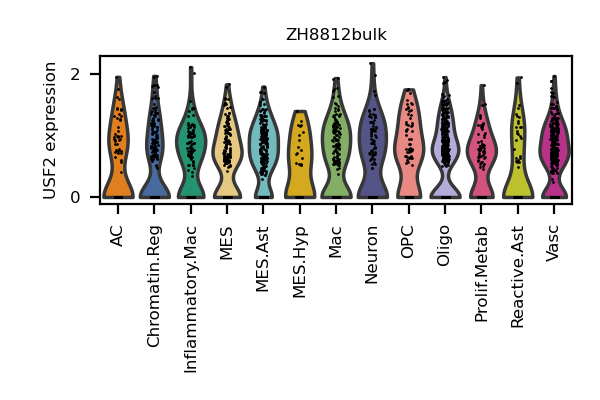 ZH8812bulk
USF2 expression
2
0
AC
Chromatin.Reg
Inflammatory.Mac
MES
MES.Ast
MES.Hyp
Mac
Neuron
OPC
Oligo
Prolif.Metab
Reactive.Ast
Vasc